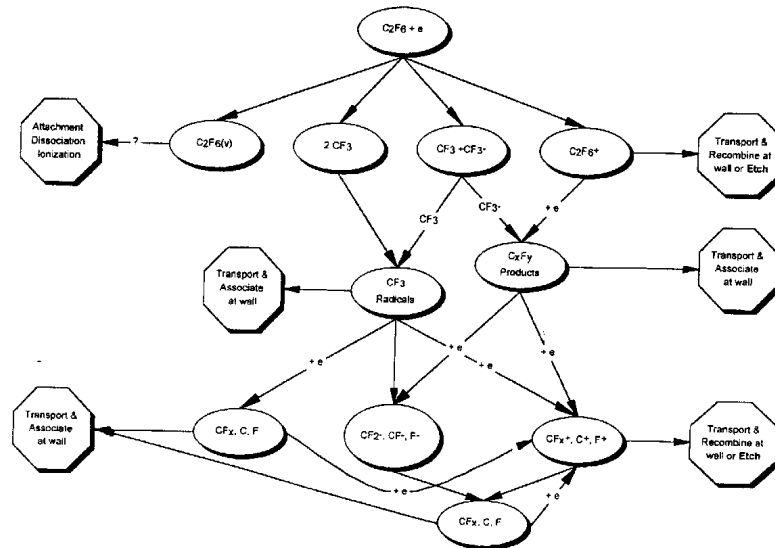 C2F6 + e
Attachment
Dissociation
Ionization
?
C2F6(v)
2 CF3
CF3 +CF3-
C2F6+
Transport &
Recombine at
wall or Etch
CF3
CF3-
+ e
Transport &
Associate
at wall
CF3
Radicals
CxFy
Products
Transport &
Associate
at wall
+ e
+ e
+ e
+ e
Transport &
Associate
at wall
CFx, C, F
CF2-, CF-, F-
CFx+, C+, F+
Transport &
Recombine at
wall or Etch
+ e
CFx, C, F
+ e